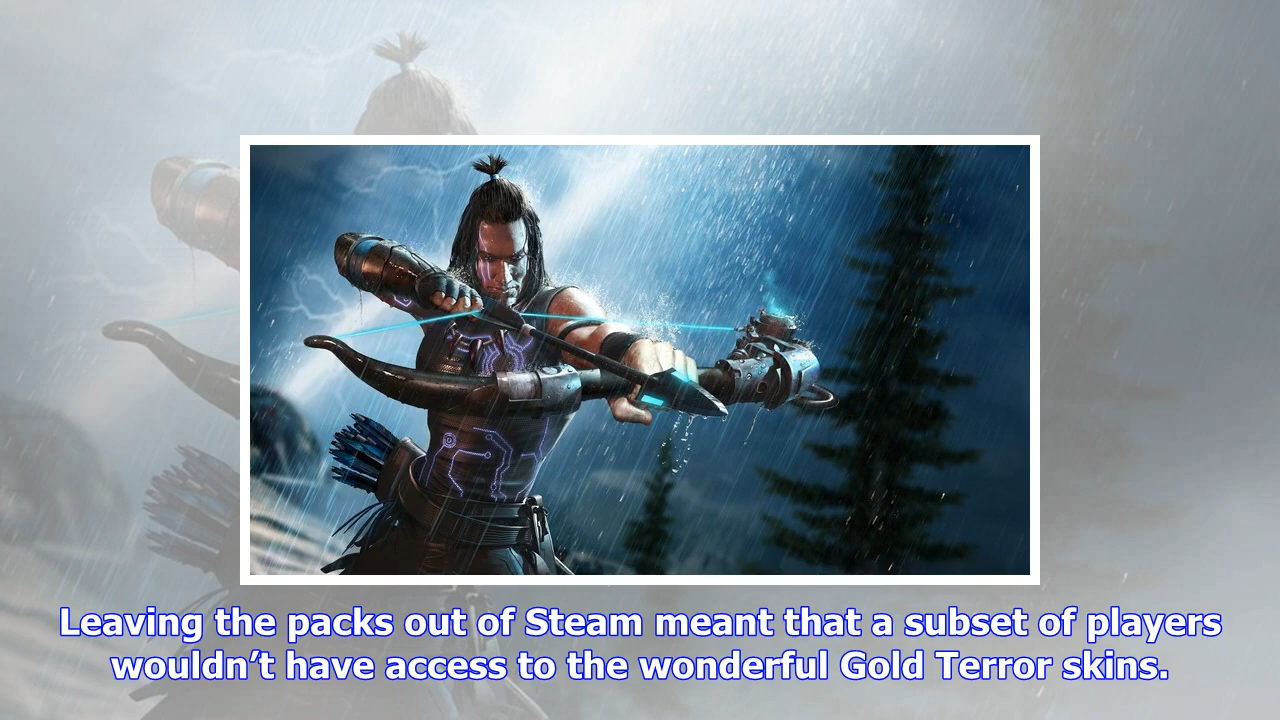 Leaving the packs out of Steam meant that a subset of players
wouldn’t have access to the wonderful Gold Terror skins.